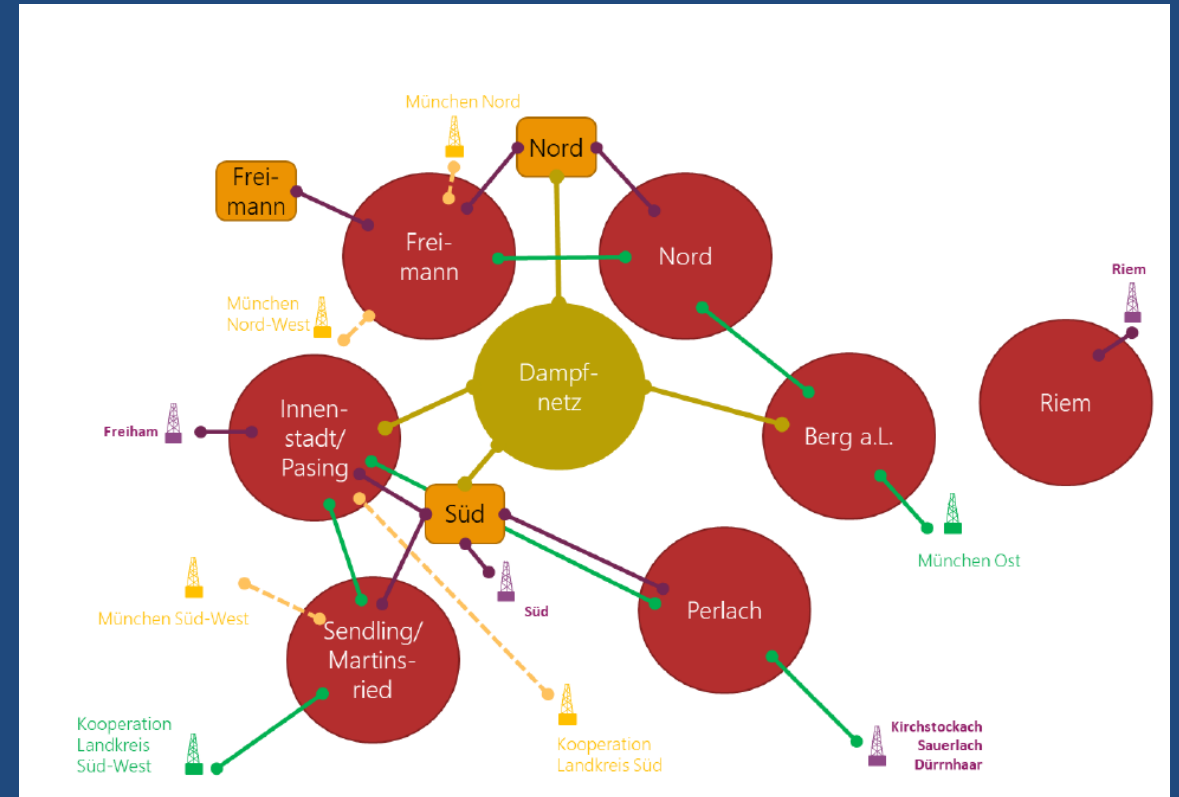 München Nord
Nord
Frei-
mann
Frei-
mann
Nord
Riem
München
Nord-West
Dampf-
netz
Riem
Innen-
stadt/
Pasing
Freiham
Berg a.L.
Süd
München Ost
Süd
Perlach
München Süd-West
Sendling/
Martins-
ried
Kooperation
Landkreis
Süd-West
Kooperation
Landkreis Süd
Kirchstockach
Sauerlach
Dürrnhaar